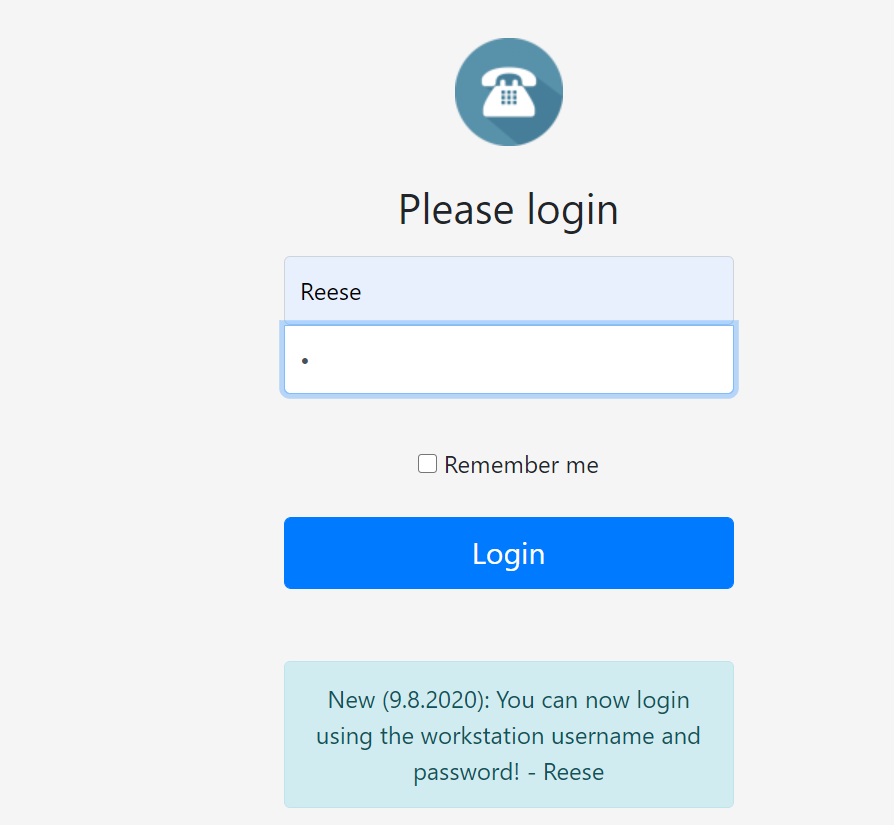 Please login
Reese
•
Remember me
Login
New (9.8.2020): You can now login
using the workstation username and
password! - Reese